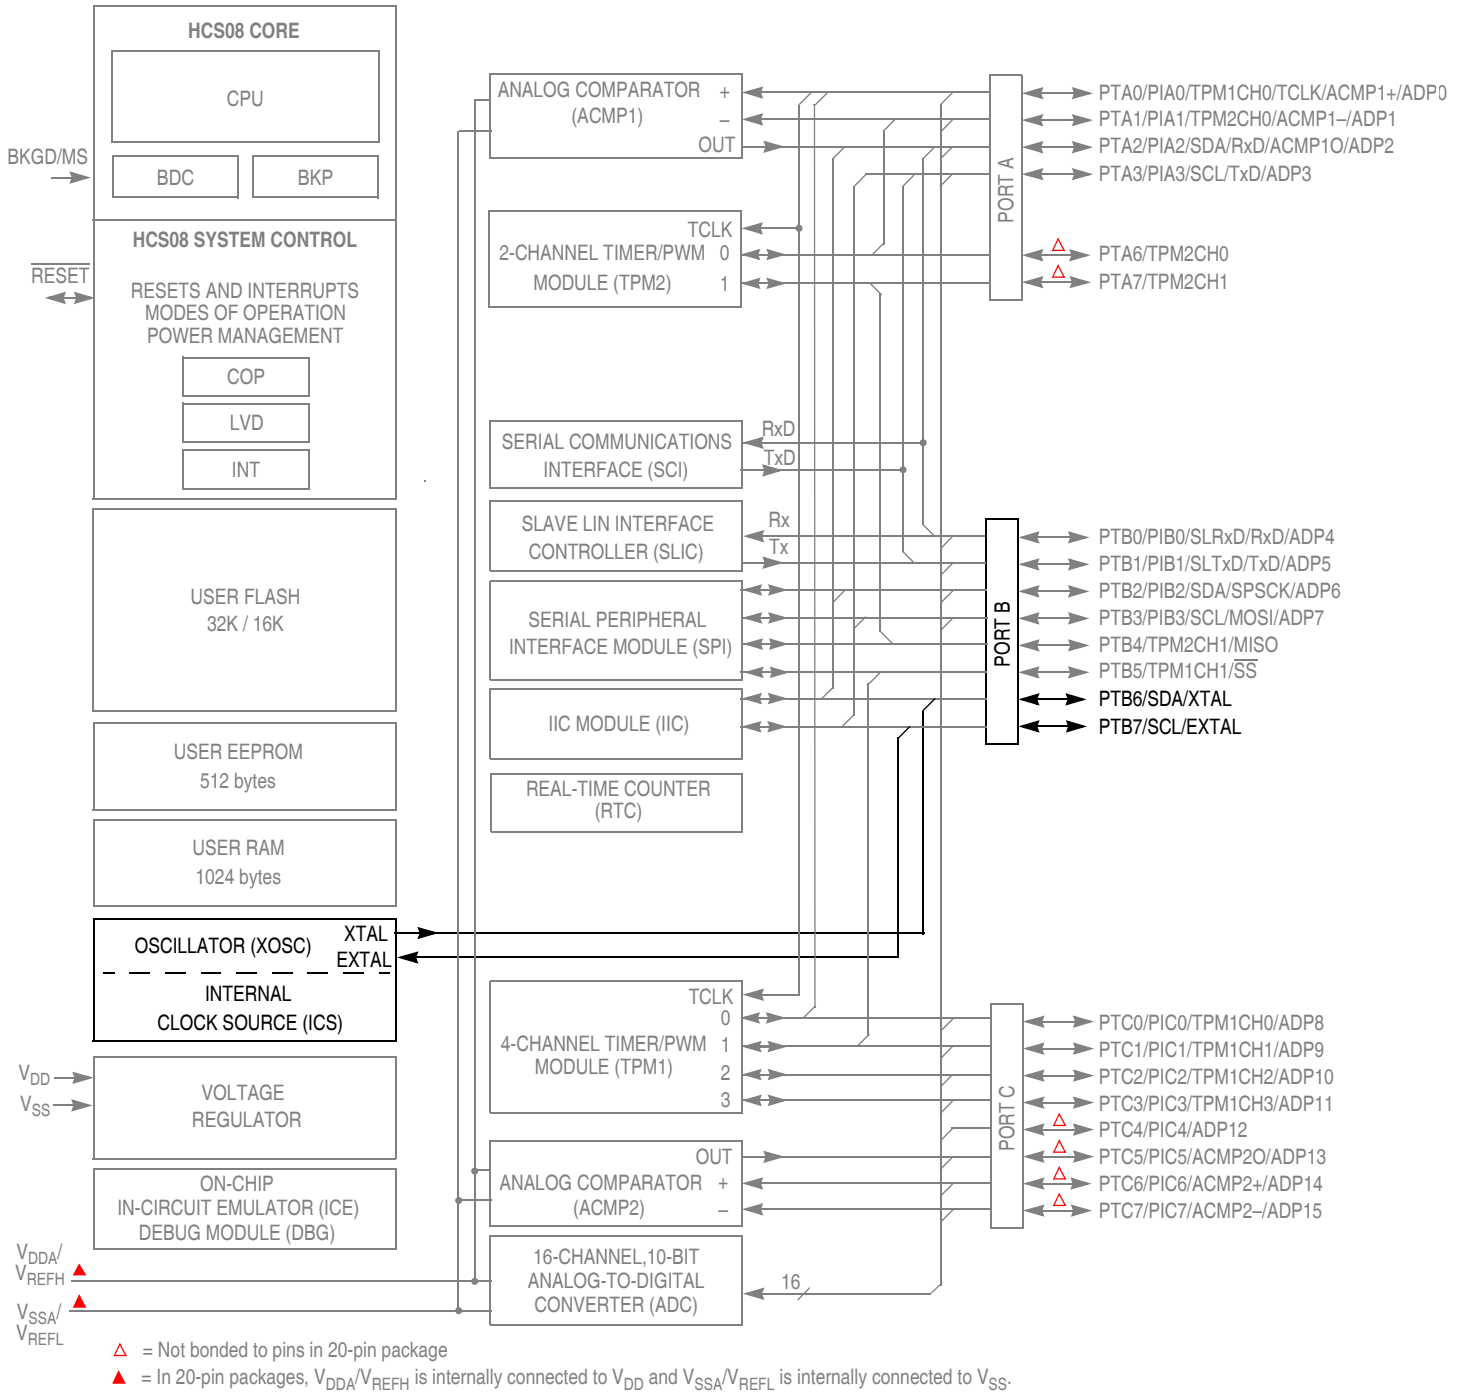 HCS08 CORE
CPU
BKGD/MS
BDC
BKP
HCS08 SYSTEM CONTROL
RESET
RESETS AND INTERRUPTS
MODES OF OPERATION
POWER MANAGEMENT
COP
LVD
INT
USER FLASH
32K / 16K
USER EEPROM
512 bytes
USER RAM
1024 bytes
OSCILLATOR (XOSC)
XTAL
EXTAL
INTERNAL
CLOCK SOURCE (ICS)
VDD
VSS
VOLTAGE
REGULATOR
ON-CHIP
IN-CIRCUIT EMULATOR (ICE)
DEBUG MODULE (DBG)
VDDA/
VREFH
VSSA/
VREFL
ANALOG COMPARATOR
(ACMP1)
+
–
OUT
TCLK
2-CHANNEL TIMER/PWM
MODULE (TPM2)
0
1
SERIAL COMMUNICATIONS
INTERFACE (SCI)
RxD
TxD
SLAVE LIN INTERFACE
CONTROLLER (SLIC)
Rx
Tx
SERIAL PERIPHERAL
INTERFACE MODULE (SPI)
IIC MODULE (IIC)
REAL-TIME COUNTER
(RTC)
TCLK
0
4-CHANNEL TIMER/PWM
MODULE (TPM1)
1
2
3
OUT
ANALOG COMPARATOR
(ACMP2)
+
–
16-CHANNEL,10-BIT
ANALOG-TO-DIGITAL
CONVERTER (ADC)
16
PORT A
PTA0/PIA0/TPM1CH0/TCLK/ACMP1+/ADP0
PTA1/PIA1/TPM2CH0/ACMP1–/ADP1
PTA2/PIA2/SDA/RxD/ACMP1O/ADP2
PTA3/PIA3/SCL/TxD/ADP3
PTA6/TPM2CH0
PTA7/TPM2CH1
PORT B
PTB0/PIB0/SLRxD/RxD/ADP4
PTB1/PIB1/SLTxD/TxD/ADP5
PTB2/PIB2/SDA/SPSCK/ADP6
PTB3/PIB3/SCL/MOSI/ADP7
PTB4/TPM2CH1/MISO
PTB5/TPM1CH1/SS
PTB6/SDA/XTAL
PTB7/SCL/EXTAL
PORT C
PTC0/PIC0/TPM1CH0/ADP8
PTC1/PIC1/TPM1CH1/ADP9
PTC2/PIC2/TPM1CH2/ADP10
PTC3/PIC3/TPM1CH3/ADP11
PTC4/PIC4/ADP12
PTC5/PIC5/ACMP2O/ADP13
PTC6/PIC6/ACMP2+/ADP14
PTC7/PIC7/ACMP2–/ADP15
= Not bonded to pins in 20-pin package
= In 20-pin packages, VDDA/VREFH is internally connected to VDD and VSSA/VREFL is internally connected to VSS.